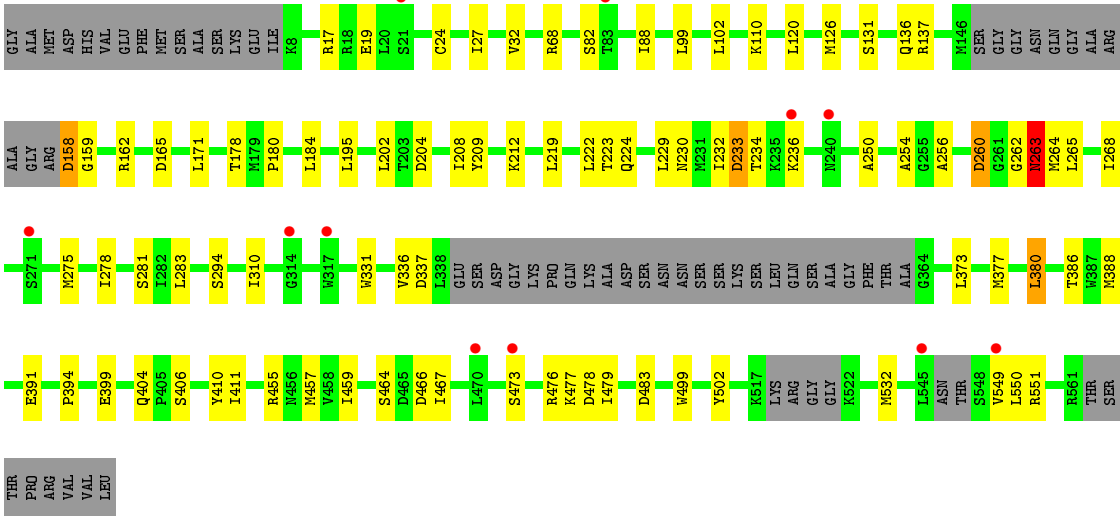 GLY ALA MET ASP HIS VAL GLU PHE MET SER ALA SER LYS GLU ILE K8 R17 R18 E19 L20 S21 C24 I27 V32 R68 S82 T83 I88 L99 L102 K110 L120 M126 S131 Q136 R137 M146 SER GLY GLY ASN GLN GLY ALA ARG
ALA GLY ARG D158 G159 R162 D165 L171 T178 M179 P180 L184 L195 L202 T203 D204 I208 Y209 K212 L219 L222 T223 Q224 L229 N230 M231 I232 D233 T234 K235 K236 N240 A250 A254 G255 A256 D260 G261 G262 N263 M264 L265 I268
S271 M275 I278 S281 I282 L283 S294 I310 G314 W317 W331 V336 D337 L338 GLU SER ASP GLY LYS PRO GLN LYS ALA ASP SER ASN ASN SER SER LYS SER LEU GLN SER ALA GLY PHE THR ALA G364 L373 M377 L380 T386 W387 M388
E391 P394 E399 Q404 P405 S406 Y410 I411 R455 N456 M457 V458 I459 S464 D465 D466 I467 L470 S473 R476 K477 D478 I479 D483 W499 Y502 K517 LYS ARG GLY GLY K522 M532 L545 ASN THR S548 V549 L550 R551 R561 THR SER
THR PRO ARG VAL VAL LEU